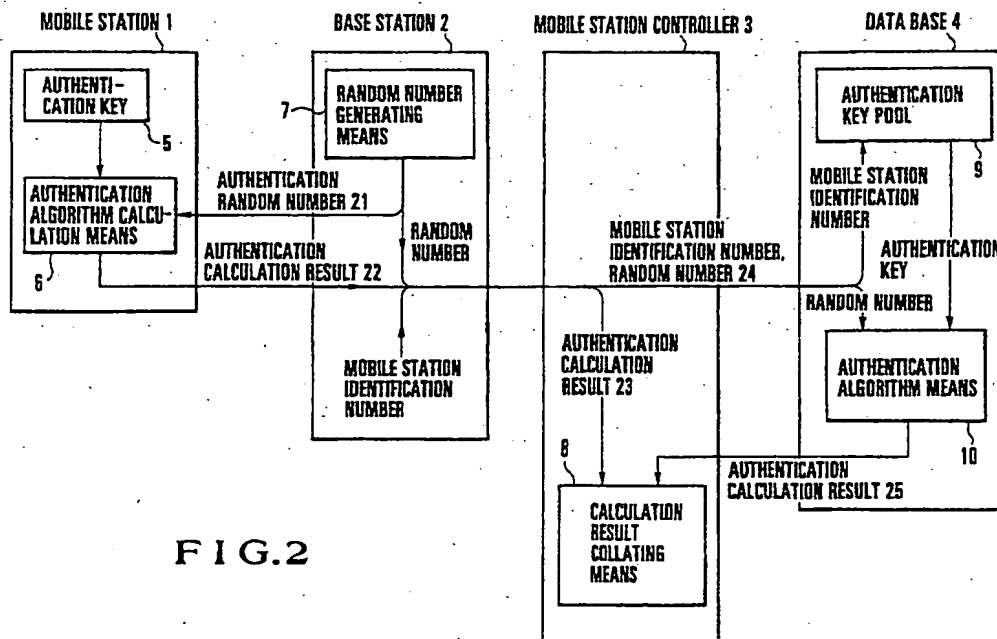 MOBILE STATION 1
BASE STATION 2
MOBILE STATION CONTROLLER 3
DATA BASE 4
AUTHENTI-
CATION KEY
5
AUTHENTICATION
ALGORITHM CALCU-
LATION MEANS
6
7
RANDOM NUMBER
GENERATING
MEANS
AUTHENTICATION
RANDOM NUMBER 21
AUTHENTICATION
CALCULATION RESULT 22
RANDOM
NUMBER
MOBILE STATION
IDENTIFICATION
NUMBER
MOBILE STATION
IDENTIFICATION NUMBER,
RANDOM NUMBER 24
AUTHENTICATION
CALCULATION
RESULT 23
8
CALCULATION
RESULT
COLLATING
MEANS
AUTHENTICATION
KEY POOL
9
MOBILE STATION
IDENTIFICATION
NUMBER
AUTHENTICATION
KEY
RANDOM NUMBER
AUTHENTICATION
ALGORITHM MEANS
10
AUTHENTICATION
CALCULATION RESULT 25
FIG.2